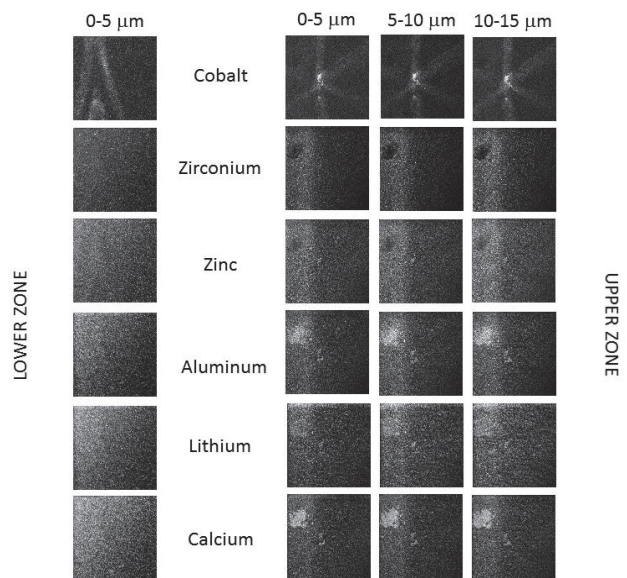 0-5 µm
0-5 µm
5-10 µm
10-15 µm
Cobalt
Zirconium
Zinc
Aluminum
Lithium
Calcium
LOWER ZONE
UPPER ZONE